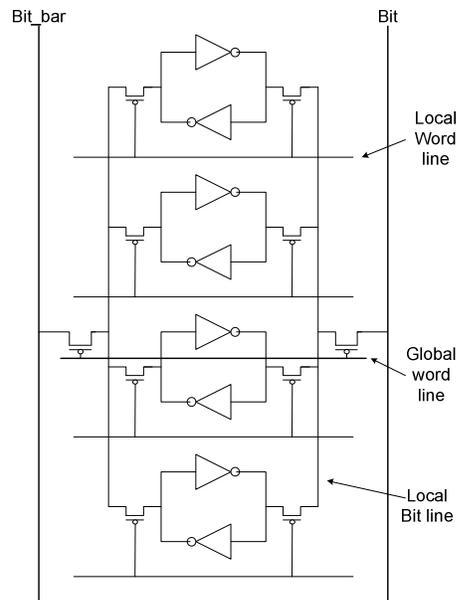 Bit_bar
Bit
Local
Word
line
Global
word
line
Local
Bit line